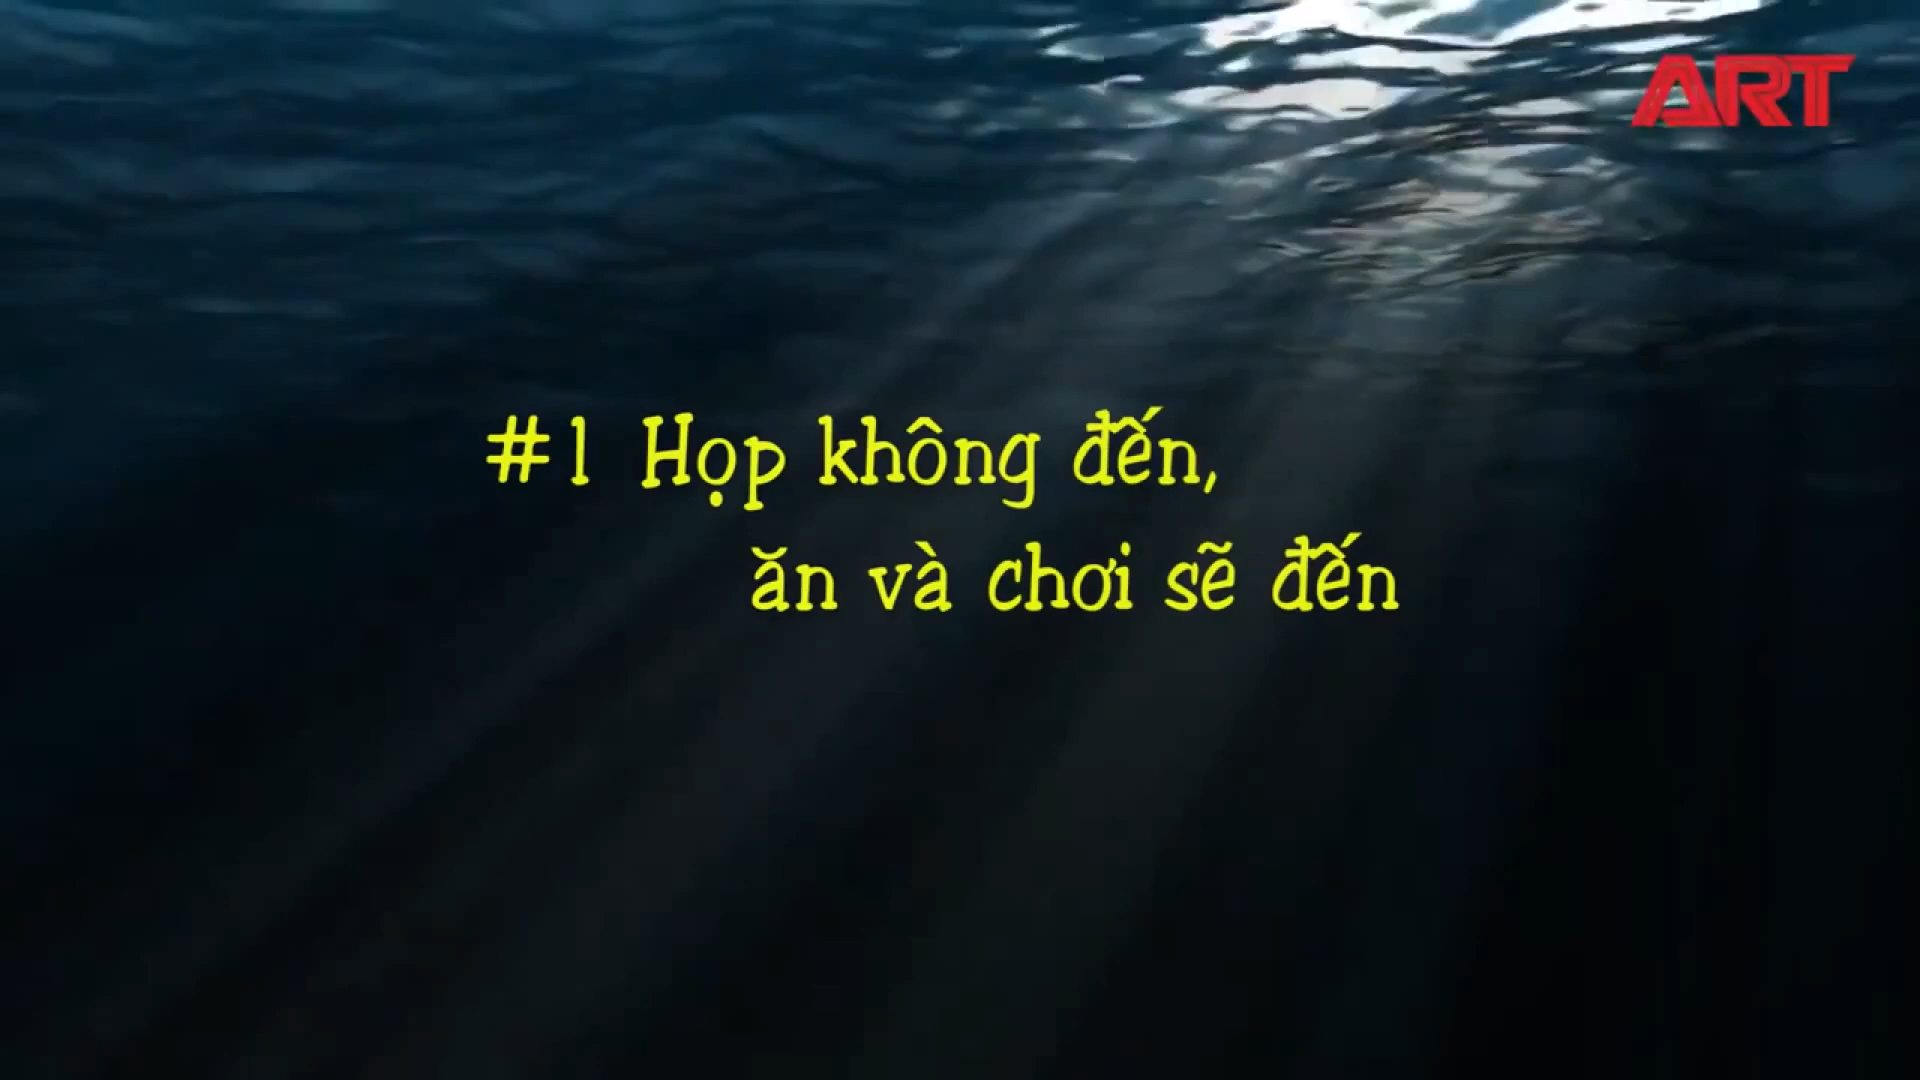 ART
#1 Họp không đến,
ăn và chơi sẽ đến